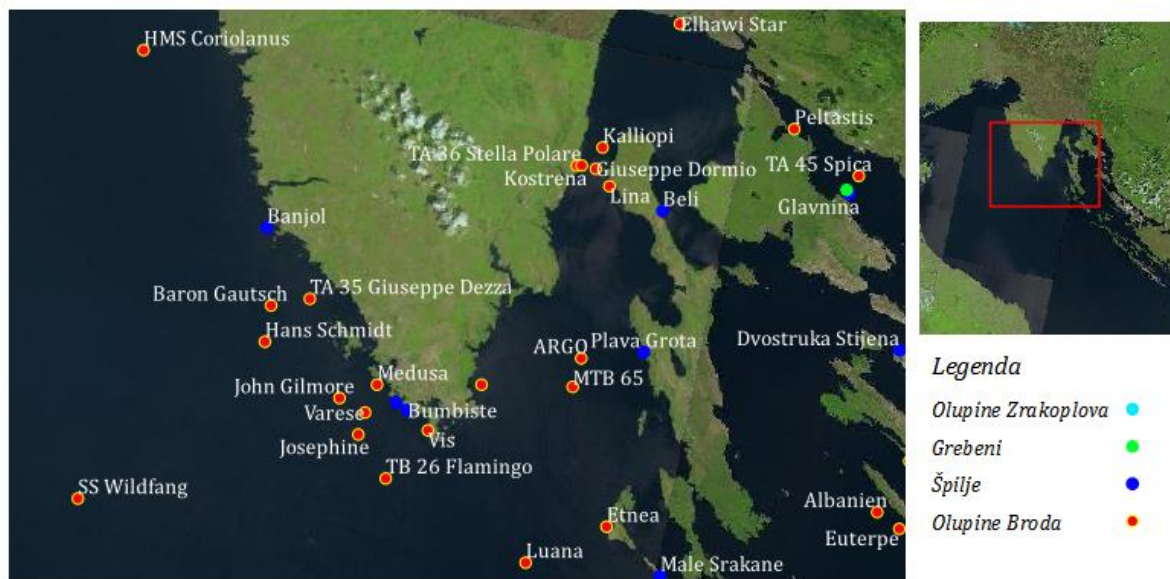 HMS Coriolanus
Elhawi Star
Peltastis
Kalliopi
TA 36 Stella Polare
Giuseppe Dormio
TA 45 Spica
Kostrena
Lina
Beli
Glavnina
Banjol
TA 35 Giuseppe Dezza
Baron Gautsch
Hans Schmidt
ARGO
Plava Grota
Dvostruka Stijena
Medusa
MTB 65
John Gilmore
Varese
Bumbiste
Vis
Josephine
TB 26 Flamingo
SS Wildfang
Albanien
Etnea
Euterpe
Luana
Male Srakane
Legenda
Olupine Zrakoplova
Grebeni
Špilje
Olupine Broda